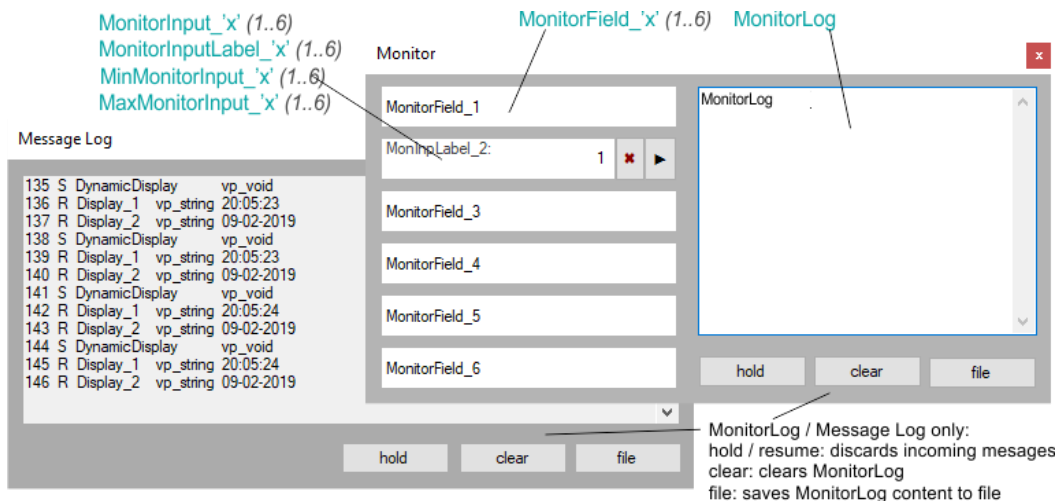 MonitorInput_'x' (1..6)
MonitorInputLabel_'x' (1..6)
MinMonitorInput_'x' (1..6)
MaxMonitorInput_'x' (1..6)
MonitorField_'x' (1..6)
MonitorLog
Monitor
x
MonitorField_1
MonInpLabel_2:
1
MonitorField_3
MonitorField_4
MonitorField_5
MonitorField_6
MonitorLog
hold
clear
file
Message Log
135 S DynamicDisplay vp_void
136 R Display_1 vp_string 20:05:23
137 R Display_2 vp_string 09-02-2019
138 S DynamicDisplay vp_void
139 R Display_1 vp_string 20:05:23
140 R Display_2 vp_string 09-02-2019
141 S DynamicDisplay vp_void
142 R Display_1 vp_string 20:05:24
143 R Display_2 vp_string 09-02-2019
144 S DynamicDisplay vp_void
145 R Display_1 vp_string 20:05:24
146 R Display_2 vp_string 09-02-2019
hold
clear
file
MonitorLog / Message Log only:
hold / resume: discards incoming mesages
clear: clears MonitorLog
file: saves MonitorLog content to file